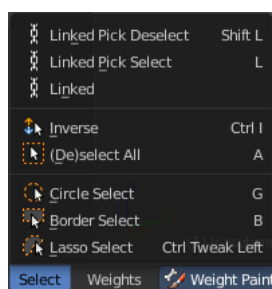 Linked Pick Deselect Shift L
Linked Pick Select L
Linked
Inverse Ctrl I
(De)select All A
Circle Select G
Border Select B
Lasso Select Ctrl Tweak Left
Select Weights Weight Paint